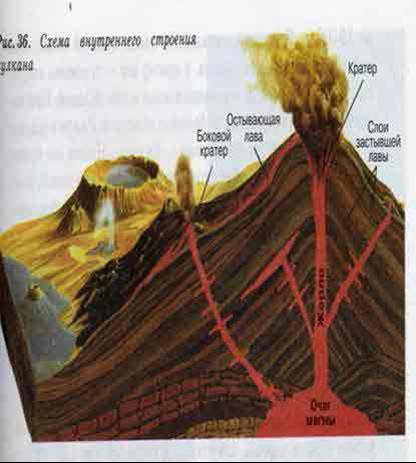 Рис. 36. Схема внутреннего строения
вулкана
Кратер
Остывающая
лава
Боковой
кратер
Слои
застывшей
лавы
Жерло
Очаг
магмы